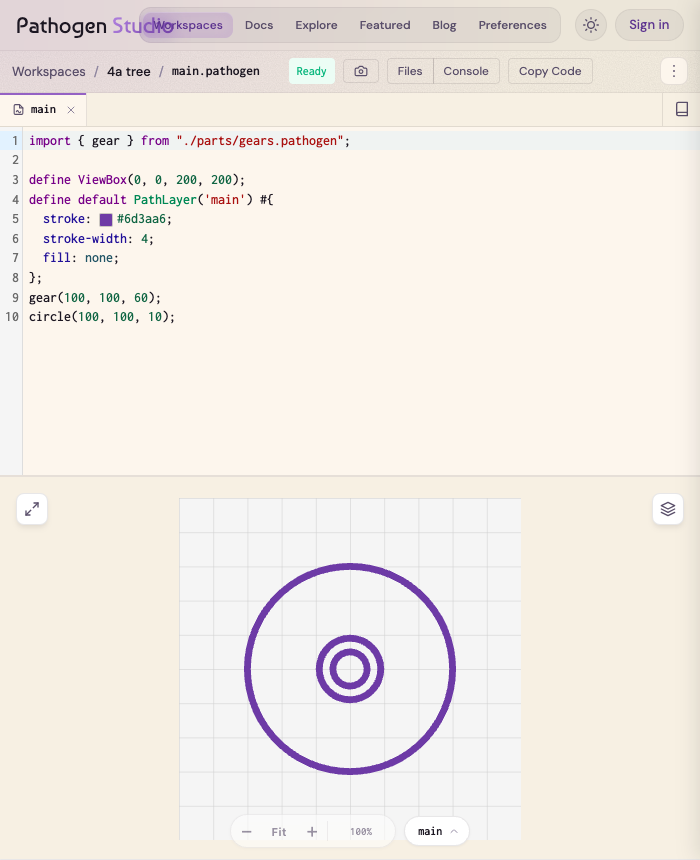 Pathogen Studio
Workspaces Docs Explore Featured Blog Preferences
Sign in
Workspaces / 4a tree / main.pathogen
Ready
Files Console
Copy Code
main
1 import { gear } from "./parts/gears.pathogen";
2
3 define ViewBox(0, 0, 200, 200);
4 define default PathLayer('main') #{
5 stroke: #6d3aa6;
6 stroke-width: 4;
7 fill: none;
8 };
9 gear(100, 100, 60);
10 circle(100, 100, 10);
Fit 100% main